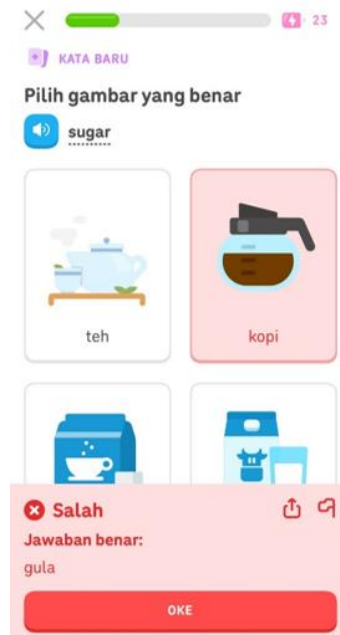 23
KATA BARU
Pilih gambar yang benar
sugar
teh
kopi
Salah
Jawaban benar:
gula
OKE